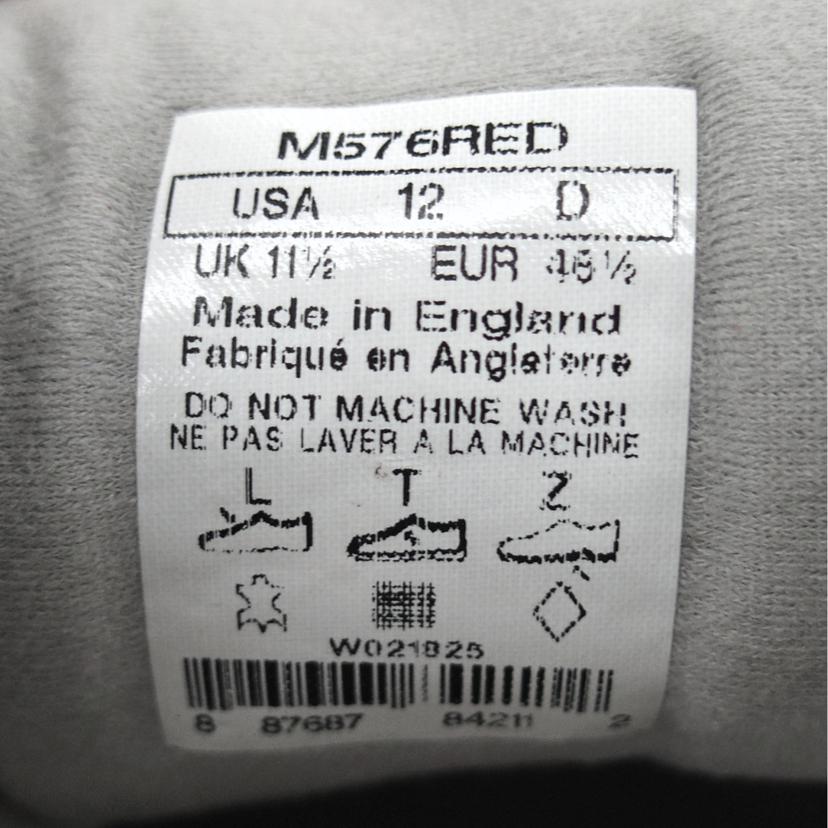 M576RED
USA 12 D
UK 11½ EUR 46½
Made in England
Fabriqué en Angleterre
DO NOT MACHINE WASH
NE PAS LAVER A LA MACHINE
L T Z
W021825
8 87687 84211 2